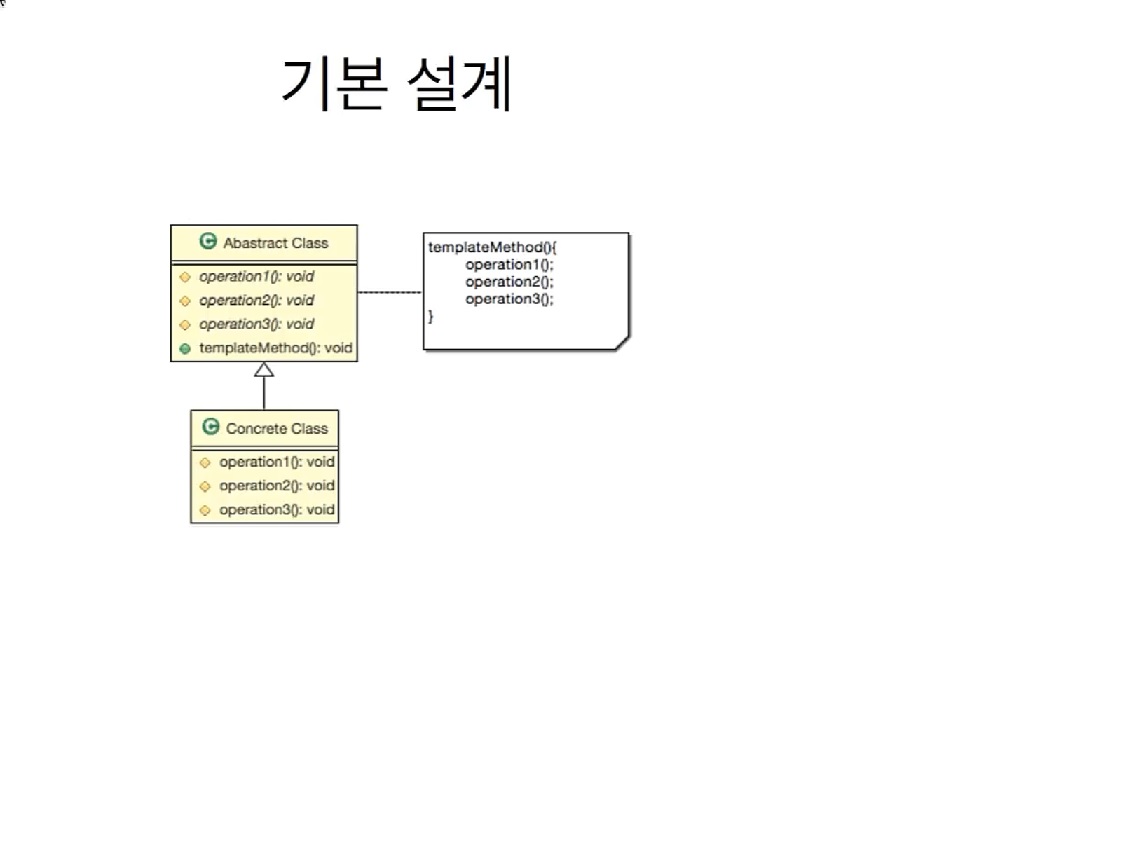 기본 설계
Abastract Class
operation1(): void
operation2(): void
operation3(): void
templateMethod(): void
templateMethod(){
operation1();
operation2();
operation3();
}
Concrete Class
operation1(): void
operation2(): void
operation3(): void